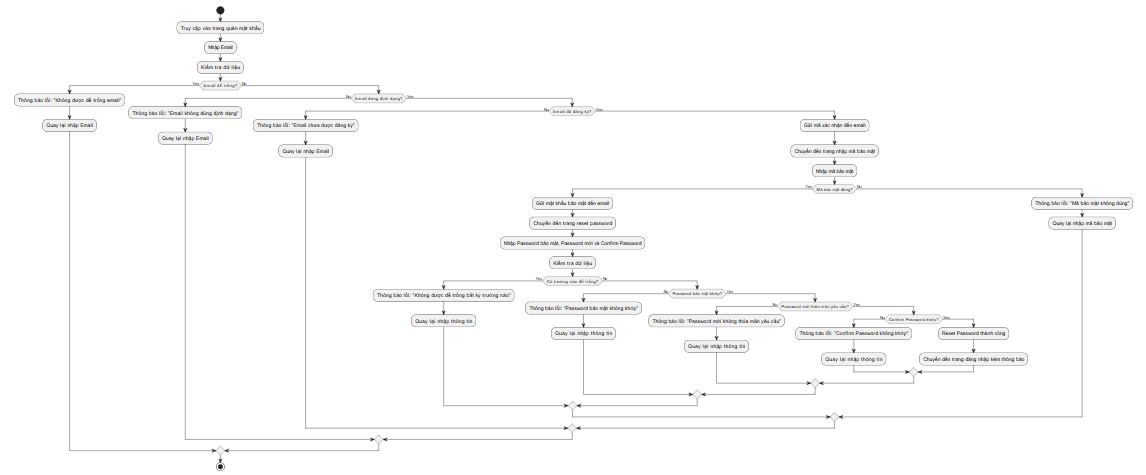 Truy cập vào trang quên mật khẩu
Nhập Email
Kiểm tra dữ liệu
Yes
Email để trống?
No
Thông báo lỗi: "Không được để trống email"
Quay lại nhập Email
No
Email đúng định dạng?
Yes
Thông báo lỗi: "Email không đúng định dạng"
Quay lại nhập Email
No
Email đã đăng ký?
Yes
Thông báo lỗi: "Email chưa được đăng ký"
Quay lại nhập Email
Gửi mã xác nhận đến email
Chuyển đến trang nhập mã bảo mật
Nhập mã bảo mật
Yes
Mã bảo mật đúng?
No
Gửi mật khẩu bảo mật đến email
Chuyển đến trang reset password
Nhập Password bảo mật, Password mới và Confirm Password
Kiểm tra dữ liệu
Yes
Có trường nào để trống?
No
Thông báo lỗi: "Không được để trống bất kỳ trường nào"
Quay lại nhập thông tin
No
Password bảo mật khớp?
Yes
Thông báo lỗi: "Password bảo mật không khớp"
Quay lại nhập thông tin
No
Password mới thỏa mãn yêu cầu?
Yes
Thông báo lỗi: "Password mới không thỏa mãn yêu cầu"
Quay lại nhập thông tin
No
Confirm Password khớp?
Yes
Thông báo lỗi: "Confirm Password không khớp"
Quay lại nhập thông tin
Reset Password thành công
Chuyển đến trang đăng nhập kèm thông báo
Thông báo lỗi: "Mã bảo mật không đúng"
Quay lại nhập mã bảo mật